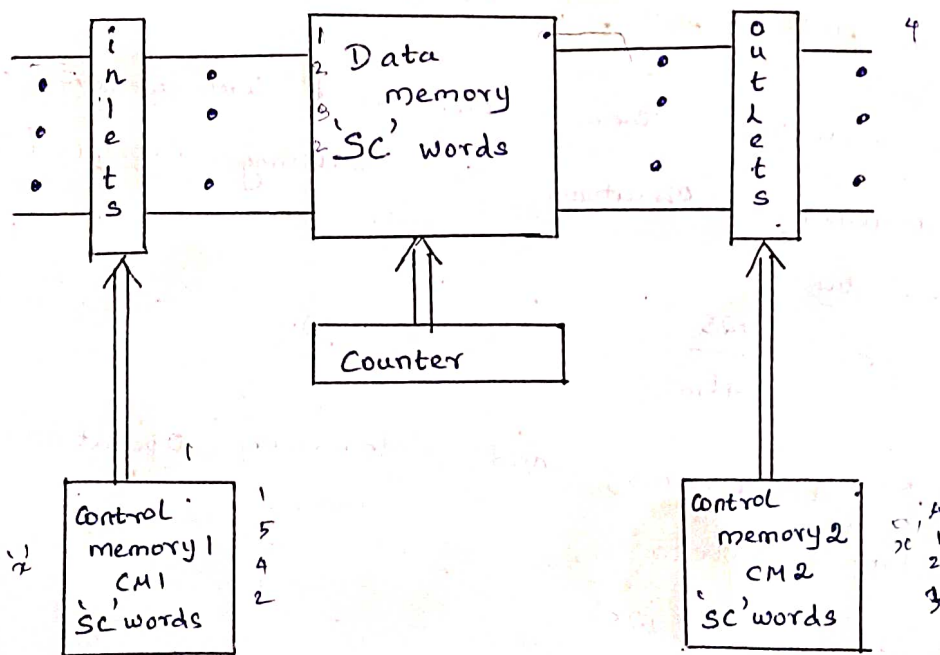 inlets
1
2
9
2
Data
memory
'SC' words
outlets
4
Counter
1
Control
memory 1
CM1
'SC' words
1
5
4
2
Control
memory 2
CM2
'SC' words
1
2
3